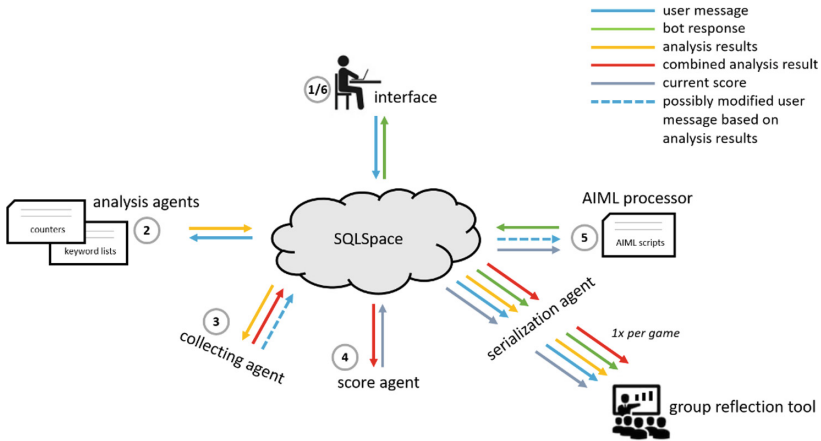 user message
bot response
analysis results
combined analysis result
current score
possibly modified user
message based on
analysis results
1/6
interface
analysis agents
2
counters
keyword lists
SQLSpace
AIML processor
5
AIML scripts
3
collecting agent
4
score agent
serialization agent
1x per game
group reflection tool